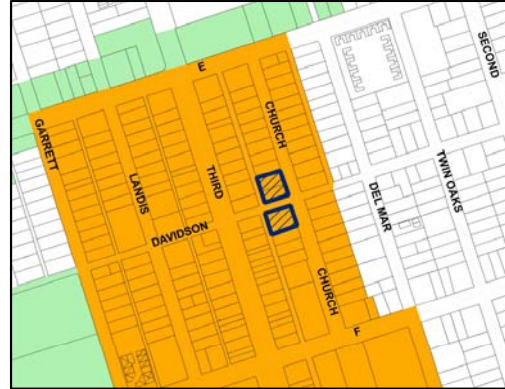 E
SECOND
GARRETT
CHURCH
LANDIS
THIRD
TWIN OAKS
DEL MAR
DAVIDSON
CHURCH
F